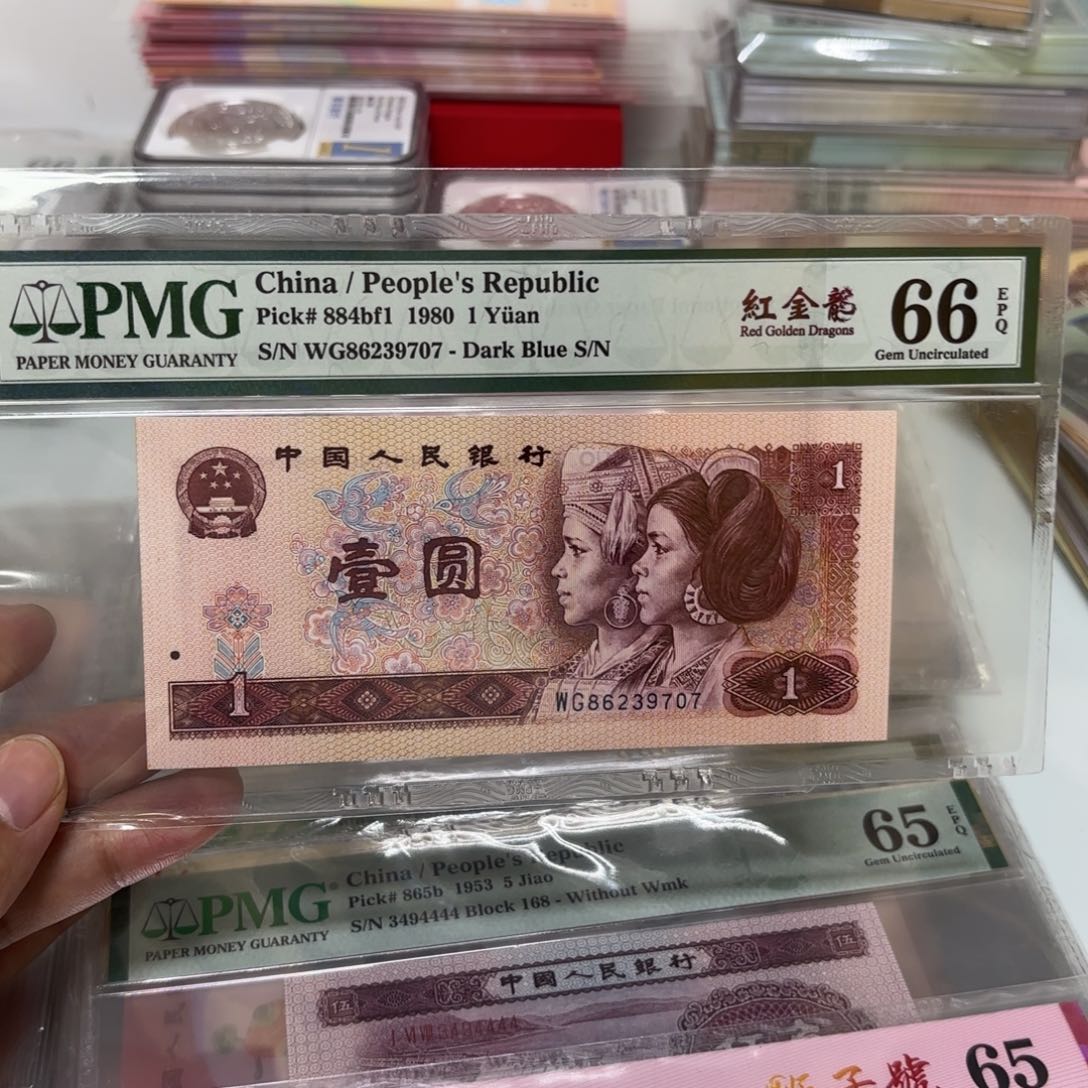 PMG
PAPER MONEY GUARANTY
China / People's Republic
Pick# 884bf1 1980 1 Yüan
S/N WG86239707 - Dark Blue S/N
紅金龍
Red Golden Dragons
66
EPQ
Gem Uncirculated
中国人民银行
壹圆
1
1
WG86239707
1
PMG
PAPER MONEY GUARANTY
China / People's Republic
Pick# 865b 1953 5 Jiao
S/N 3494444 Block 168 - Without Wmk
65
EPQ
Gem Uncirculated
伍
中国人民银行
伍
3494444
65